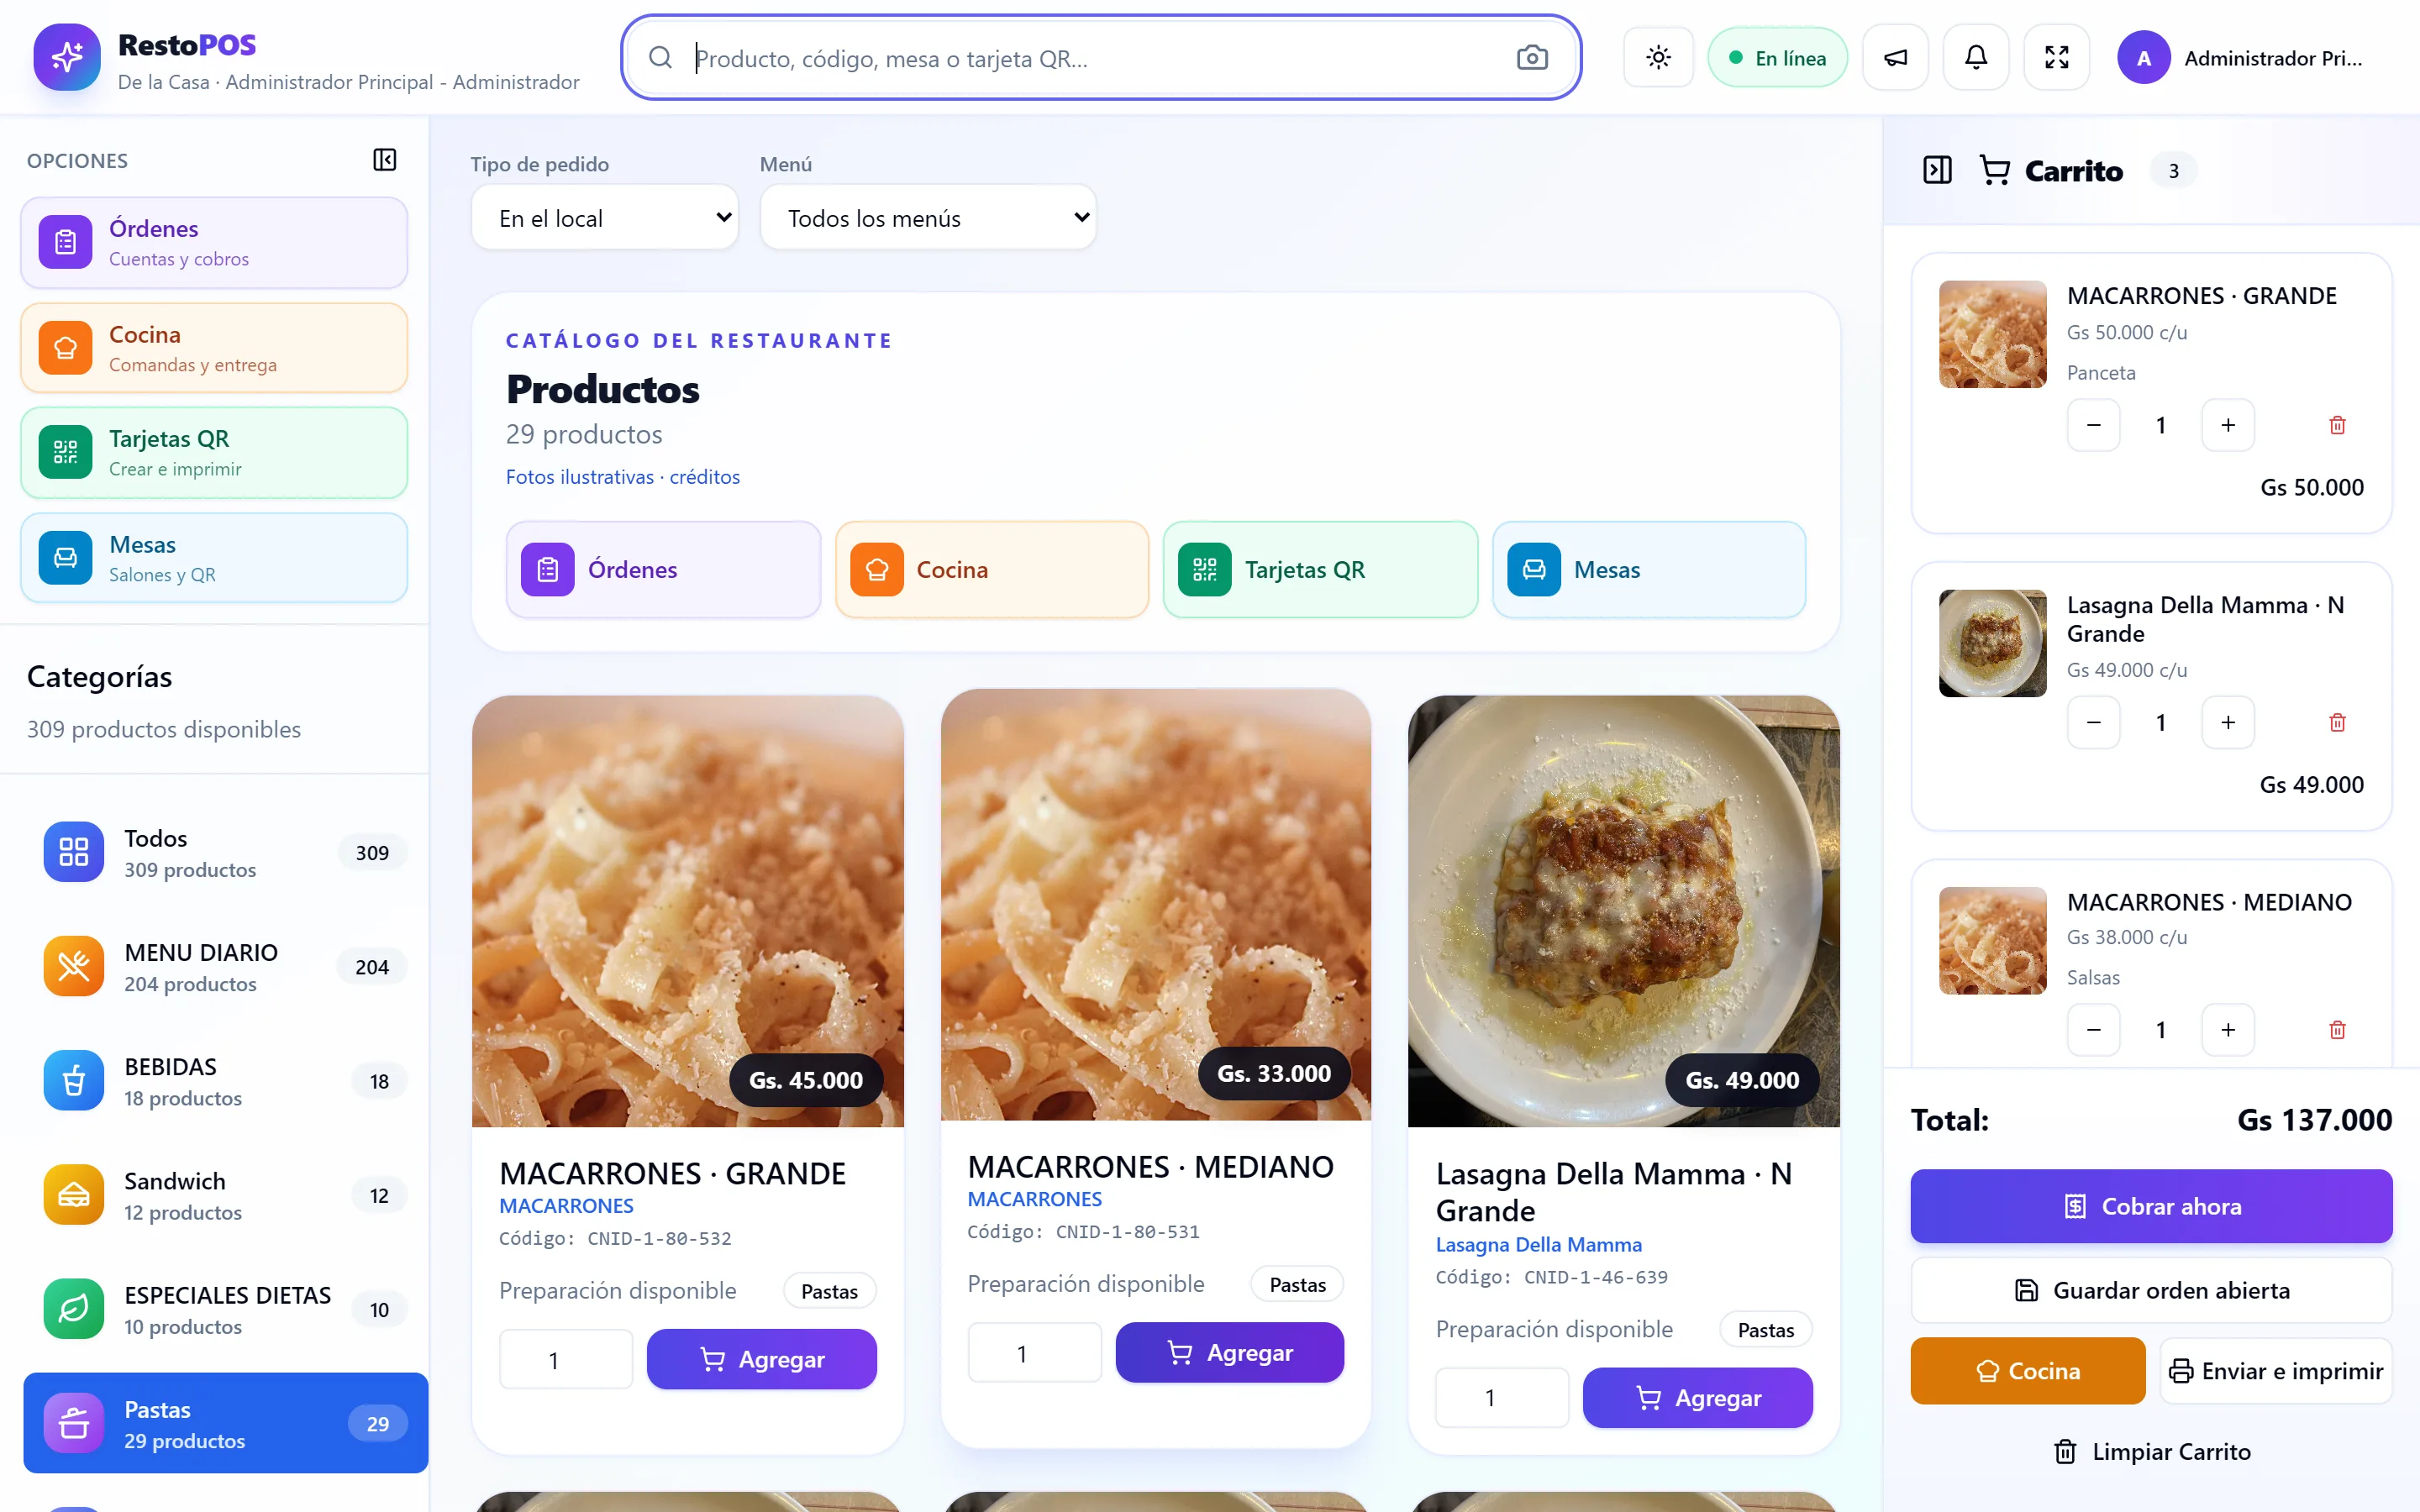 RestoPOS
De la Casa · Administrador Principal - Administrador
Producto, código, mesa o tarjeta QR...
En línea
A
Administrador Pri...
OPCIONES
Órdenes
Cuentas y cobros
Cocina
Comandas y entrega
Tarjetas QR
Crear e imprimir
Mesas
Salones y QR
Categorías
309 productos disponibles
Todos
309 productos
309
MENU DIARIO
204 productos
204
BEBIDAS
18 productos
18
Sandwich
12 productos
12
ESPECIALES DIETAS
10 productos
10
Pastas
29 productos
29
Tipo de pedido
En el local
Menú
Todos los menús
CATÁLOGO DEL RESTAURANTE
Productos
29 productos
Fotos ilustrativas · créditos
Órdenes
Cocina
Tarjetas QR
Mesas
Gs. 45.000
MACARRONES · GRANDE
MACARRONES
Código: CNID-1-80-532
Preparación disponible
Pastas
1
Agregar
Gs. 33.000
MACARRONES · MEDIANO
MACARRONES
Código: CNID-1-80-531
Preparación disponible
Pastas
1
Agregar
Gs. 49.000
Lasagna Della Mamma · N
Grande
Lasagna Della Mamma
Código: CNID-1-46-639
Preparación disponible
Pastas
1
Agregar
Carrito
3
MACARRONES · GRANDE
Gs 50.000 c/u
Panceta
1
Gs 50.000
Lasagna Della Mamma · N
Grande
Gs 49.000 c/u
1
Gs 49.000
MACARRONES · MEDIANO
Gs 38.000 c/u
Salsas
1
Total:
Gs 137.000
Cobrar ahora
Guardar orden abierta
Cocina
Enviar e imprimir
Limpiar Carrito